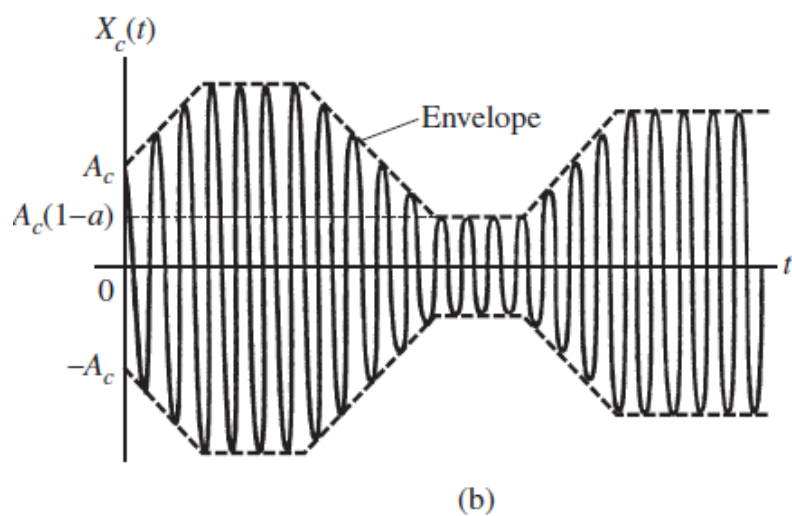 X_c(t)
Envelope
A_c
A_c(1−a)
t
0
−A_c
(b)